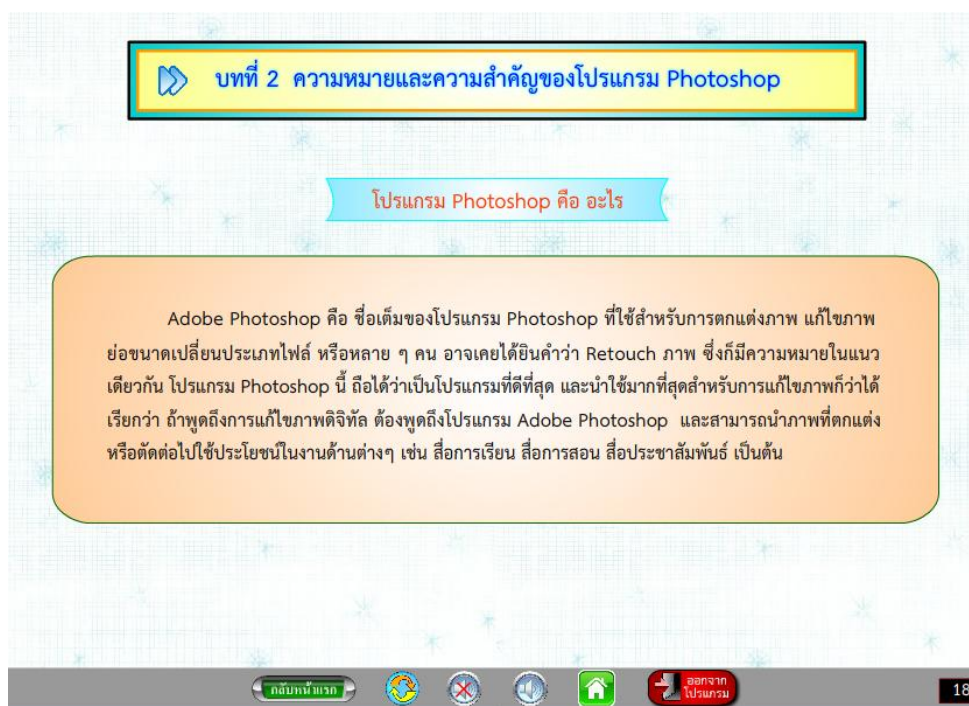 บทที่ 2 ความหมายและความสำคัญของโปรแกรม Photoshop
โปรแกรม Photoshop คือ อะไร
Adobe Photoshop คือ ชื่อเต็มของโปรแกรม Photoshop ที่ใช้สำหรับการตกแต่งภาพ แก้ไขภาพ
ย่อขนาดเปลี่ยนประเภทไฟล์ หรือหลาย ๆ คน อาจเคยได้ยินคำว่า Retouch ภาพ ซึ่งก็มีความหมายในแนว
เดียวกัน โปรแกรม Photoshop นี้ ถือได้ว่าเป็นโปรแกรมที่ดีที่สุด และนำใช้มากที่สุดสำหรับการแก้ไขภาพก็ว่าได้
เรียกว่า ถ้าพูดถึงการแก้ไขภาพดิจิทัล ต้องพูดถึงโปรแกรม Adobe Photoshop และสามารถนำภาพที่ตกแต่ง
หรือตัดต่อไปใช้ประโยชน์ในงานด้านต่างๆ เช่น สื่อการเรียน สื่อการสอน สื่อประชาสัมพันธ์ เป็นต้น
กลับหน้าแรก
ออกจาก
โปรแกรม
18